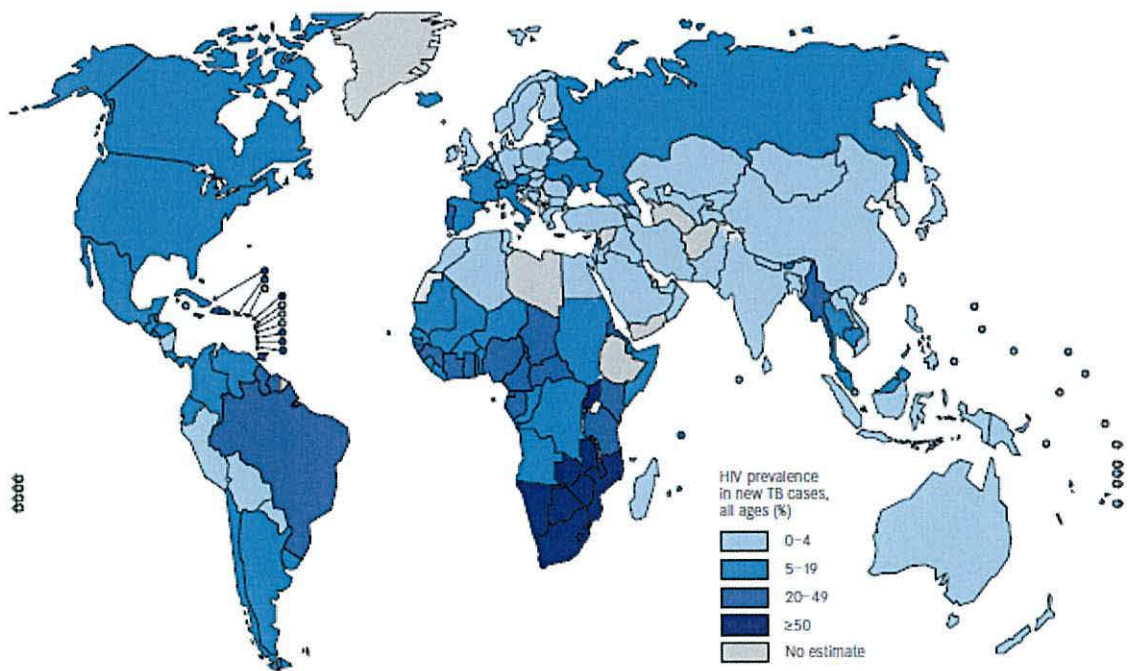 HIV prevalence
in new TB cases,
all ages (%)
0–4
5–19
20–49
≥50
No estimate